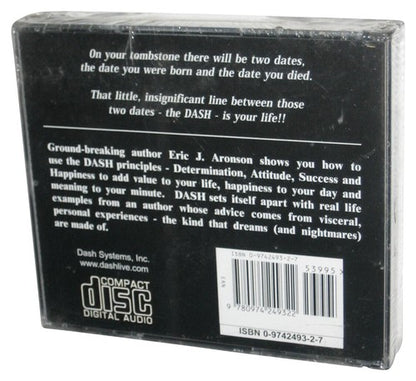 On your tombstone there will be two dates,
the date you were born and the date you died.
That little, insignificant line between those
two dates - the DASH - is your life!!
Ground-breaking author Eric J. Aronson shows you how to
use the DASH principles - Determination, Attitude, Success and
Happiness to add value to your life, happiness to your day and
meaning to your minute. DASH sets itself apart with real life
examples from an author whose advice comes from visceral,
personal experiences - the kind that dreams (and nightmares)
are made of.
Dash Systems, Inc.
www.dashlive.com
COMPACT
disc
DIGITAL AUDIO
ISBN 0-9742493-2-7
53995
EAN
9 780974 249322
ISBN 0-9742493-2-7